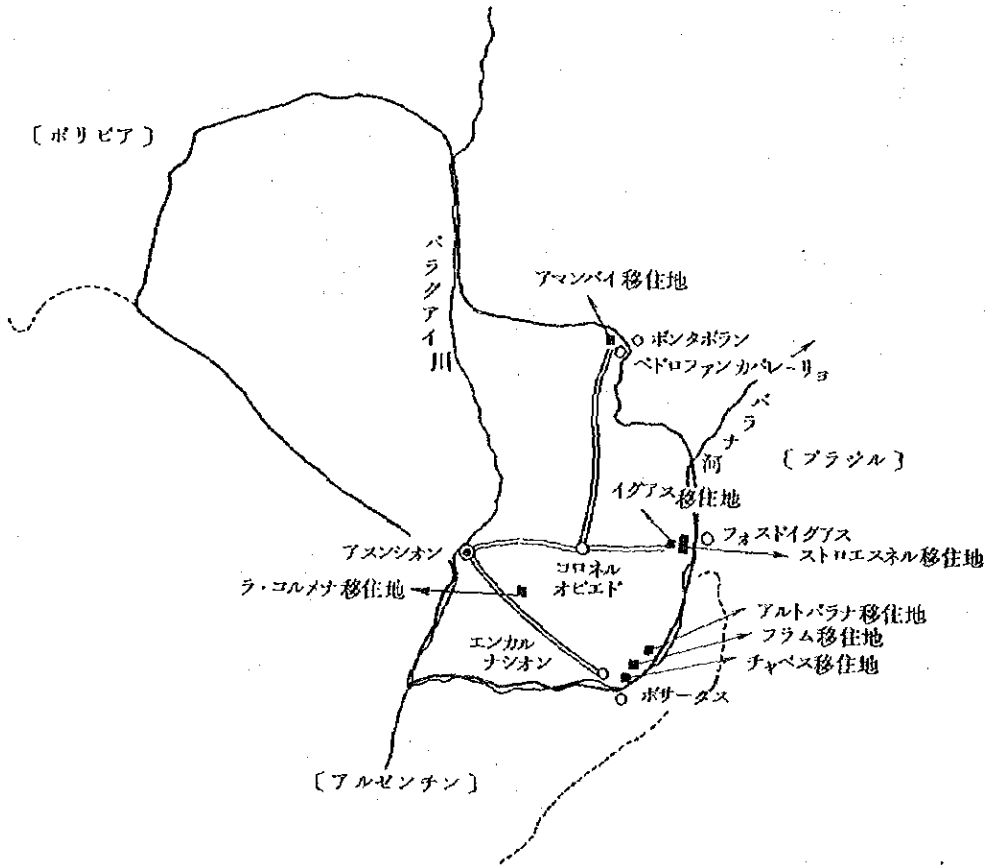 〔ボリビア〕
パラグアイ川
アマンバイ移住地
ポンタポラン
ペドロファンカバレーリョ
パラナ河
〔ブラジル〕
イグアス移住地
フォスドイグアス
ストロエスネル移住地
アスンシオン
コロネル
オビエド
ラ・コルメナ移住地
アルトパラナ移住地
フラム移住地
チャベス移住地
エンカル
ナシオン
ポサーダス
〔アルゼンチン〕